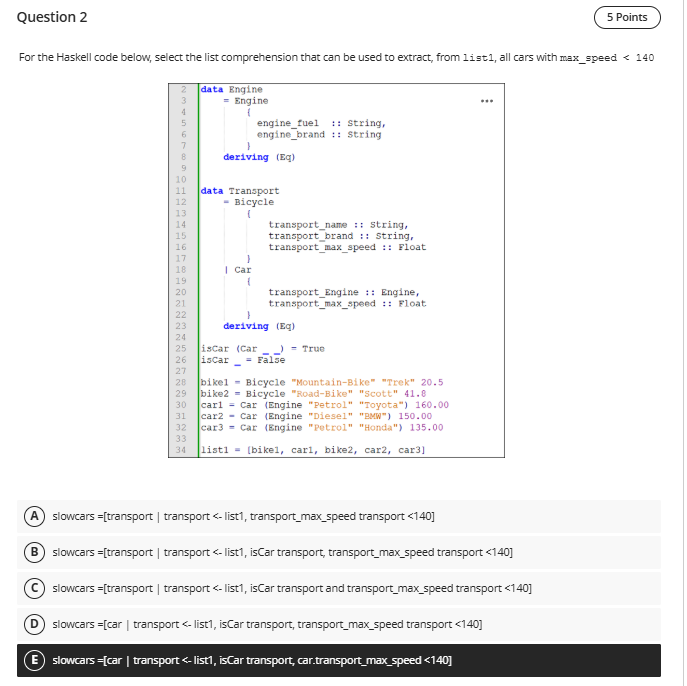 Question 2
5 Points
For the Haskell code below, select the list comprehension that can be used to extract, from list1, all cars with max_speed < 140
2 data Engine
3 = Engine
4 {
5 engine_fuel :: String,
6 engine_brand :: String
7 }
8 deriving (Eq)
9
10
11 data Transport
12 = Bicycle
13 {
14 transport_name :: String,
15 transport_brand :: String,
16 transport_max_speed :: Float
17 }
18 | Car
19 {
20 transport_Engine :: Engine,
21 transport_max_speed :: Float
22 }
23 deriving (Eq)
24
25 isCar (Car _ _) = True
26 isCar _ = False
27
28 bike1 = Bicycle "Mountain-Bike" "Trek" 20.5
29 bike2 = Bicycle "Road-Bike" "Scott" 41.8
30 car1 = Car (Engine "Petrol" "Toyota") 160.00
31 car2 = Car (Engine "Diesel" "BMW") 150.00
32 car3 = Car (Engine "Petrol" "Honda") 135.00
33
34 list1 = [bike1, car1, bike2, car2, car3]
A slowcars =[transport | transport <- list1, transport_max_speed transport <140]
B slowcars =[transport | transport <- list1, isCar transport, transport_max_speed transport <140]
C slowcars =[transport | transport <- list1, isCar transport and transport_max_speed transport <140]
D slowcars =[car | transport <- list1, isCar transport, transport_max_speed transport <140]
E slowcars =[car | transport <- list1, isCar transport, car.transport_max_speed <140]